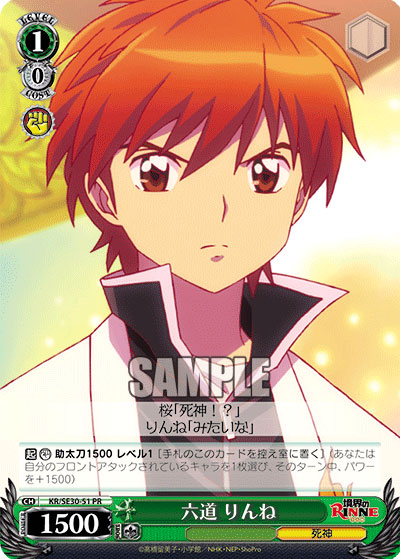 LEVEL
1
0
COST
SAMPLE
桜「死神！？」
りんね「みたいな」
起 助太刀1500 レベル1 [手札のこのカードを控え室に置く] (あなたは
自分のフロントアタックされているキャラを1枚選び、そのターン中、パワー
を+1500)
CH KR/SE30-51 PR
POWER 1500
六道 りんね
境界の
RINNE
死神
©高橋留美子・小学館／NHK・NEP・ShoPro